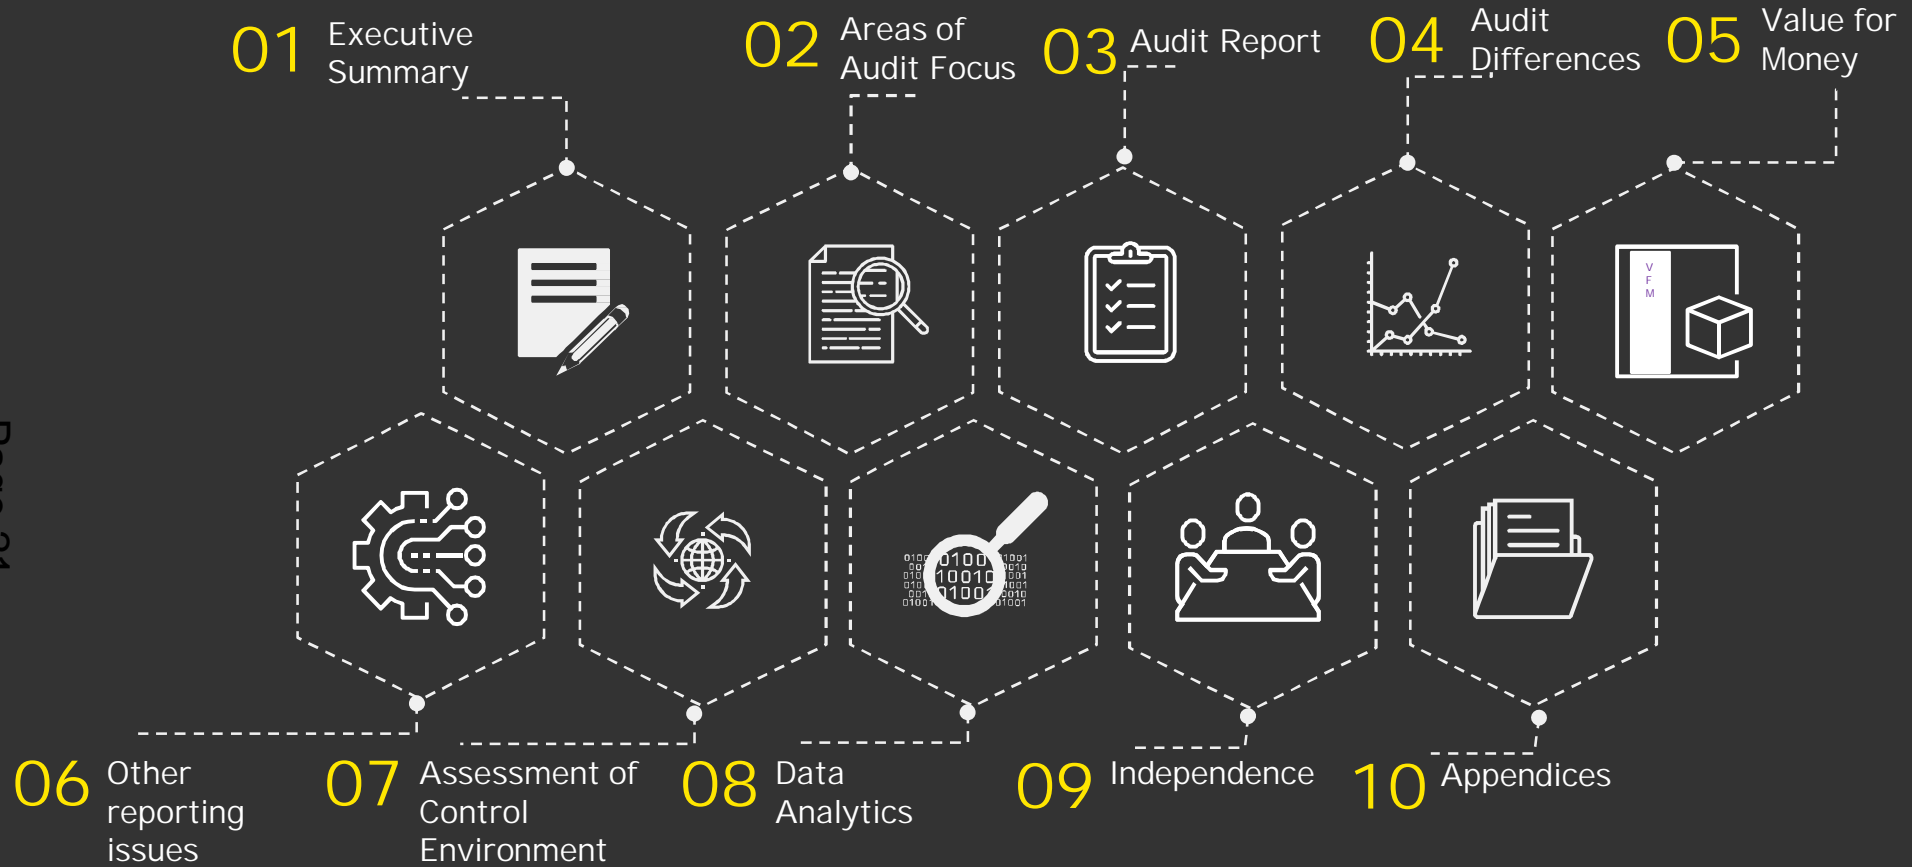 01 Executive
Summary
02 Areas of
Audit Focus
03 Audit Report
04 Audit
Differences
05 Value for
Money
V
F
M
06 Other
reporting
issues
07 Assessment of
Control
Environment
08 Data
Analytics
09 Independence
10 Appendices